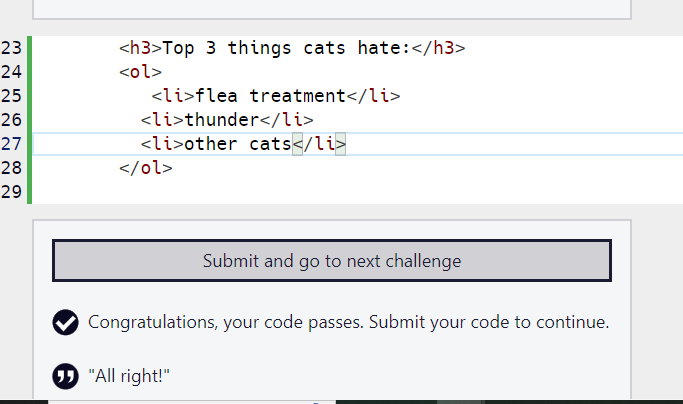 23 <h3>Top 3 things cats hate:</h3>
24 <ol>
25 <li>flea treatment</li>
26 <li>thunder</li>
27 <li>other cats</li>
28 </ol>
29
Submit and go to next challenge
Congratulations, your code passes. Submit your code to continue.
"All right!"